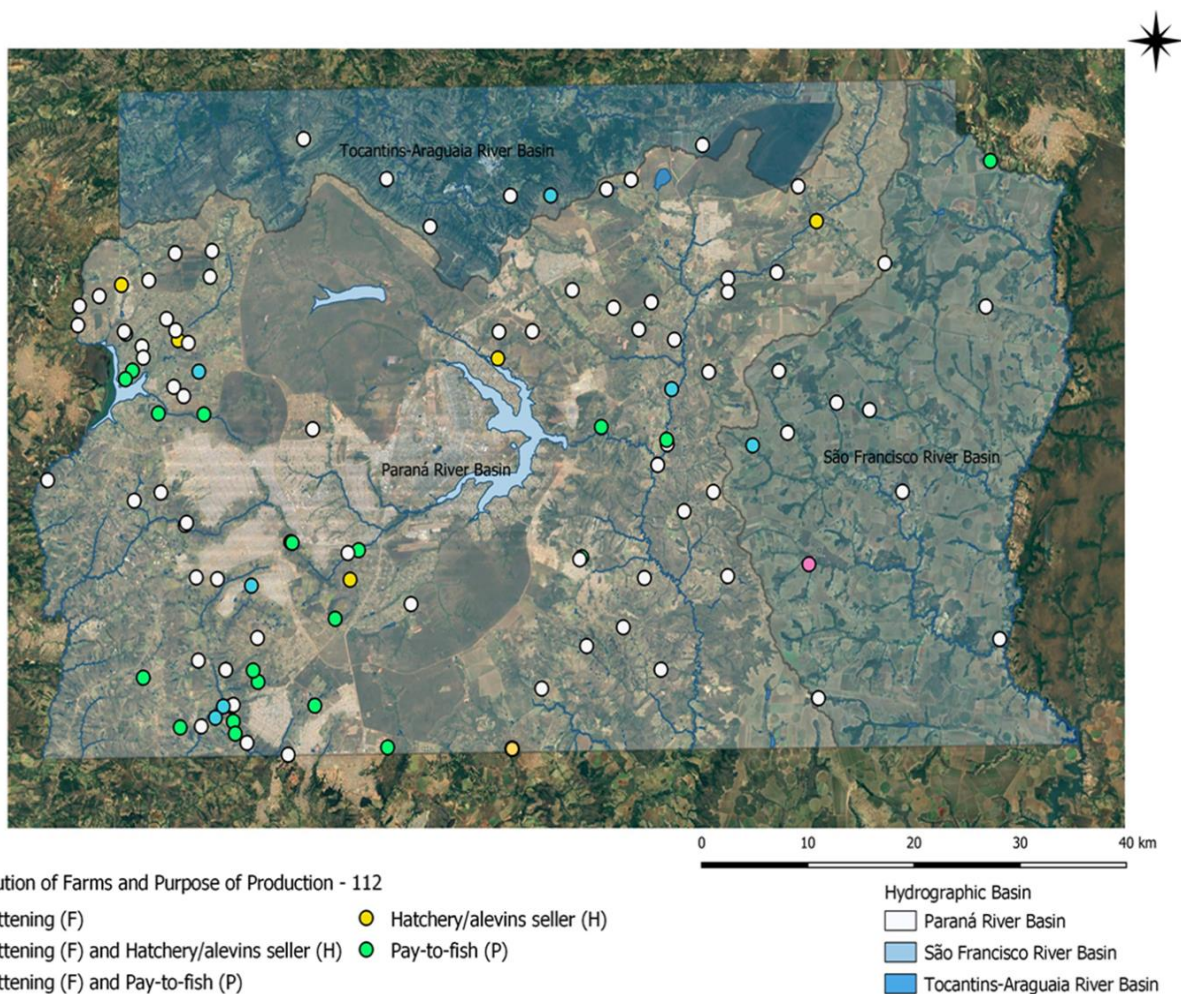 Tocantins-Araguaia River Basin
Paraná River Basin
São Francisco River Basin
0 10 20 30 40 km
ution of Farms and Purpose of Production - 112
ttening (F)
ttening (F) and Hatchery/alevins seller (H)
ttening (F) and Pay-to-fish (P)
Hatchery/alevins seller (H)
Pay-to-fish (P)
Hydrographic Basin
Paraná River Basin
São Francisco River Basin
Tocantins-Araguaia River Basin